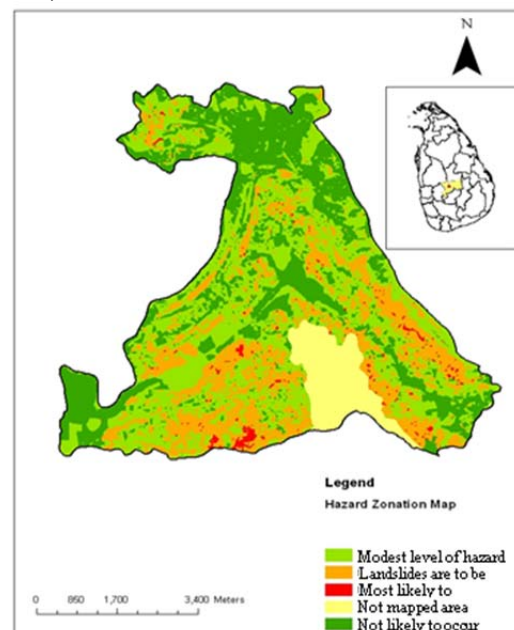 N
Legend
Hazard Zonation Map
Modest level of hazard
Landslides are to be
Most likely to
Not mapped area
Not likely to occur
0 850 1,700 3,400 Meters